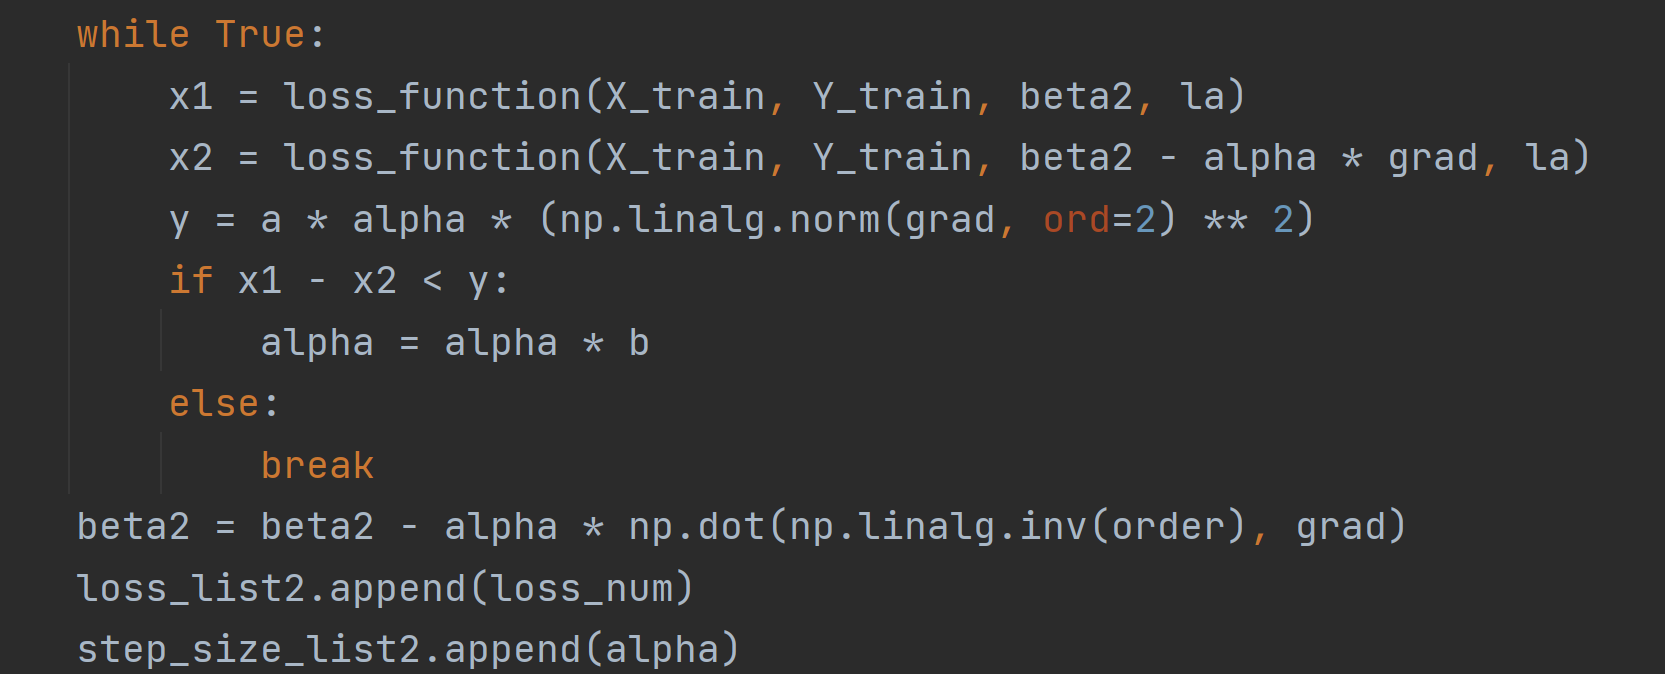 while True:
    x1 = loss_function(X_train, Y_train, beta2, la)
    x2 = loss_function(X_train, Y_train, beta2 - alpha * grad, la)
    y = a * alpha * (np.linalg.norm(grad, ord=2) ** 2)
    if x1 - x2 < y:
        alpha = alpha * b
    else:
        break
beta2 = beta2 - alpha * np.dot(np.linalg.inv(order), grad)
loss_list2.append(loss_num)
step_size_list2.append(alpha)